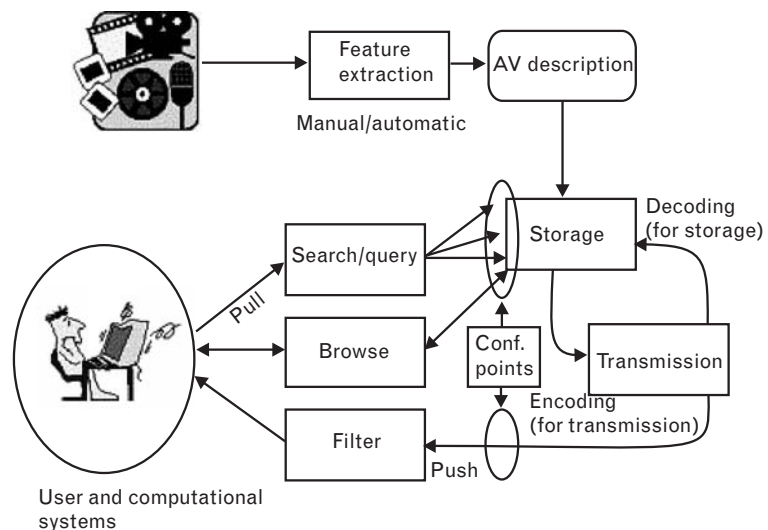 Feature
extraction
AV description
Manual/automatic
Decoding
(for storage)
Storage
Search/query
Pull
Browse
Conf.
points
Transmission
Encoding
(for transmission)
Filter
Push
User and computational
systems